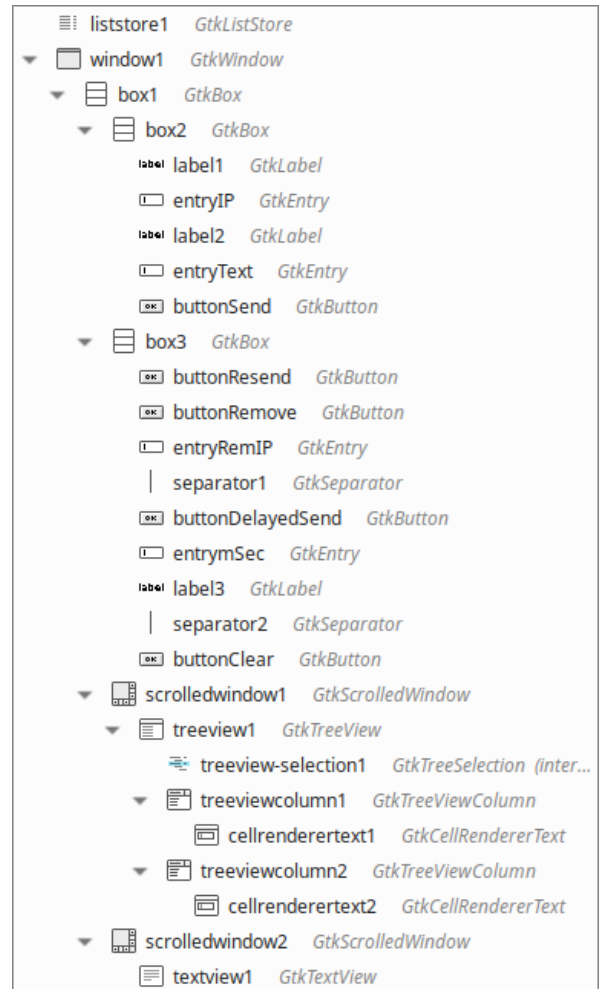 liststore1 GtkListStore
window1 GtkWindow
box1 GtkBox
box2 GtkBox
label label1 GtkLabel
entryIP GtkEntry
label label2 GtkLabel
entryText GtkEntry
OK buttonSend GtkButton
box3 GtkBox
OK buttonResend GtkButton
OK buttonRemove GtkButton
entryRemIP GtkEntry
separator1 GtkSeparator
OK buttonDelayedSend GtkButton
entrymSec GtkEntry
label label3 GtkLabel
separator2 GtkSeparator
OK buttonClear GtkButton
scrolledwindow1 GtkScrolledWindow
treeview1 GtkTreeView
treeview-selection1 GtkTreeSelection (inter...
treeviewcolumn1 GtkTreeViewColumn
cellrenderertext1 GtkCellRendererText
treeviewcolumn2 GtkTreeViewColumn
cellrenderertext2 GtkCellRendererText
scrolledwindow2 GtkScrolledWindow
textview1 GtkTextView